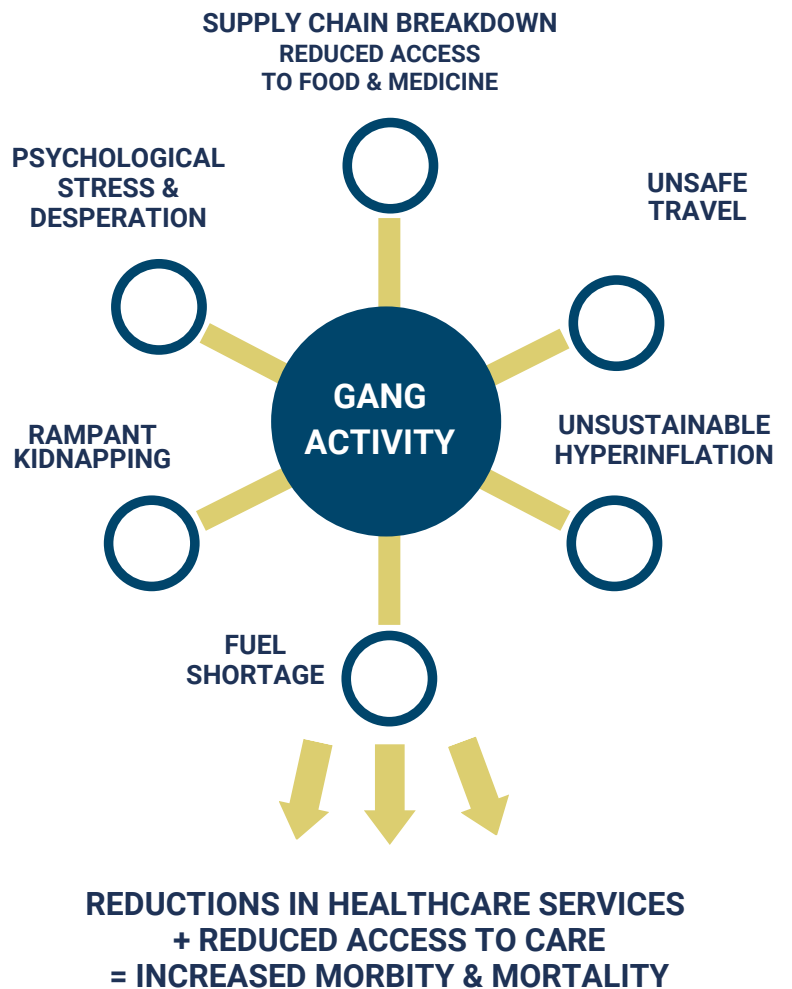 SUPPLY CHAIN BREAKDOWN
REDUCED ACCESS
TO FOOD & MEDICINE
PSYCHOLOGICAL
STRESS &
DESPERATION
UNSAFE
TRAVEL
GANG
ACTIVITY
RAMPANT
KIDNAPPING
UNSUSTAINABLE
HYPERINFLATION
FUEL
SHORTAGE
REDUCTIONS IN HEALTHCARE SERVICES
+ REDUCED ACCESS TO CARE
= INCREASED MORBITY & MORTALITY